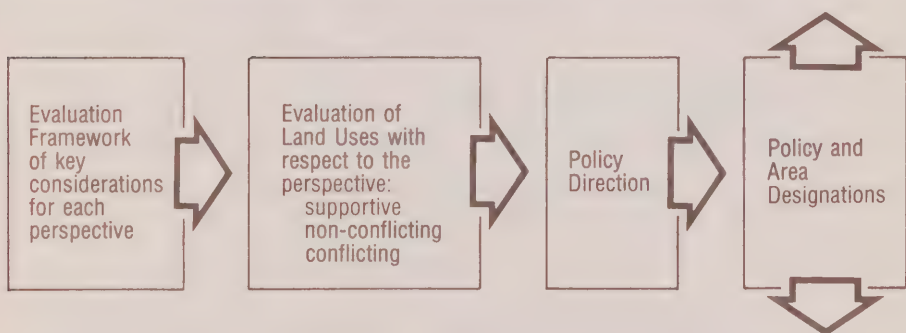 Evaluation
Framework
of key
considerations
for each
perspective
Evaluation of
Land Uses with
respect to the
perspective:
supportive
non-conflicting
conflicting
Policy
Direction
Policy and
Area
Designations